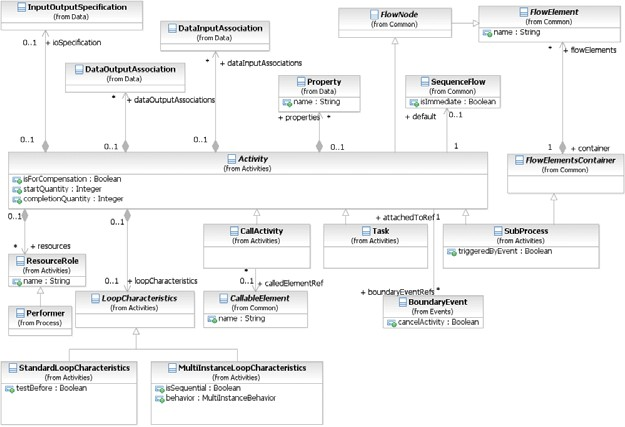 InputOutputSpecification
(from Data)
0..1
+ ioSpecification
DataInputAssociation
(from Data)
*
+ dataInputAssociations
FlowNode
(from Common)
FlowElement
(from Common)
name : String
*
+ flowElements
DataOutputAssociation
(from Data)
*
+ dataOutputAssociations
Property
(from Data)
name : String
+ properties
*
SequenceFlow
(from Common)
isImmediate : Boolean
+ default
0..1
0..1
0..1
0..1
0..1
1
1
+ container
Activity
(from Activities)
isForCompensation : Boolean
startQuantity : Integer
completionQuantity : Integer
FlowElementsContainer
(from Common)
0..1
0..1
*
+ resources
ResourceRole
(from Activities)
name : String
Performer
(from Process)
0..1
+ loopCharacteristics
LoopCharacteristics
(from Activities)
CallActivity
(from Activities)
*
0..1
+ calledElementRef
CallableElement
(from Common)
name : String
Task
(from Activities)
+ attachedToRef
1
SubProcess
(from Activities)
triggeredByEvent : Boolean
+ boundaryEventRefs
*
BoundaryEvent
(from Events)
cancelActivity : Boolean
StandardLoopCharacteristics
(from Activities)
testBefore : Boolean
MultiInstanceLoopCharacteristics
(from Activities)
isSequential : Boolean
behavior : MultiInstanceBehavior